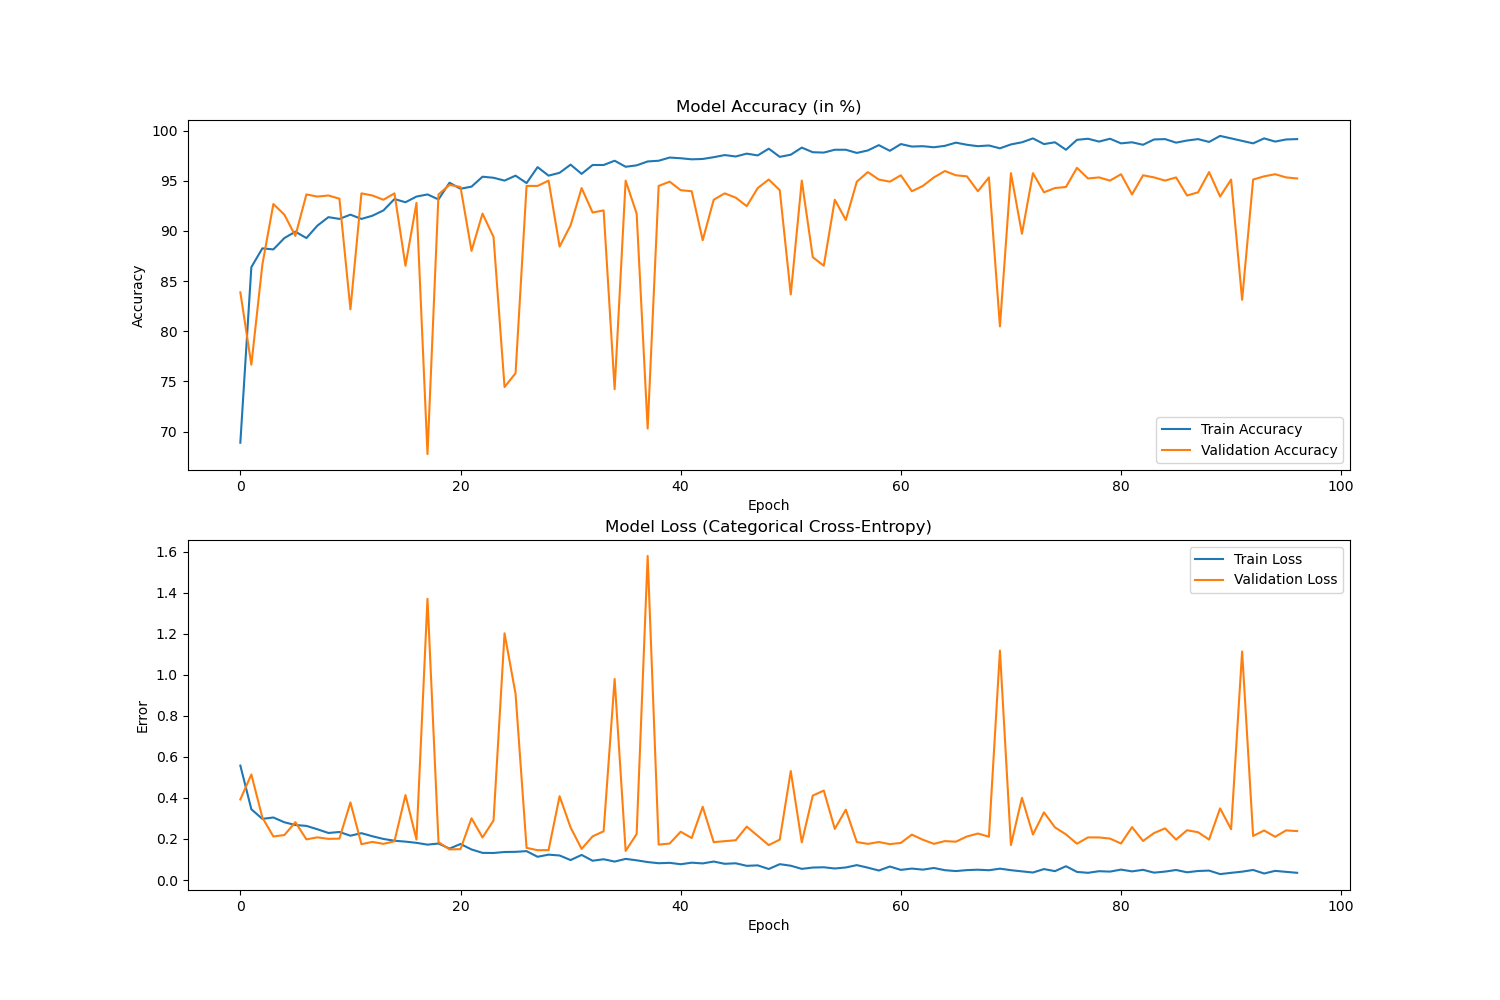 Model Accuracy (in %)
100
95
90
85
80
75
70
Accuracy
Train Accuracy
Validation Accuracy
0
20
40
60
80
100
Epoch
Model Loss (Categorical Cross-Entropy)
1.6
1.4
1.2
1.0
0.8
0.6
0.4
0.2
0.0
Error
Train Loss
Validation Loss
0
20
40
60
80
100
Epoch